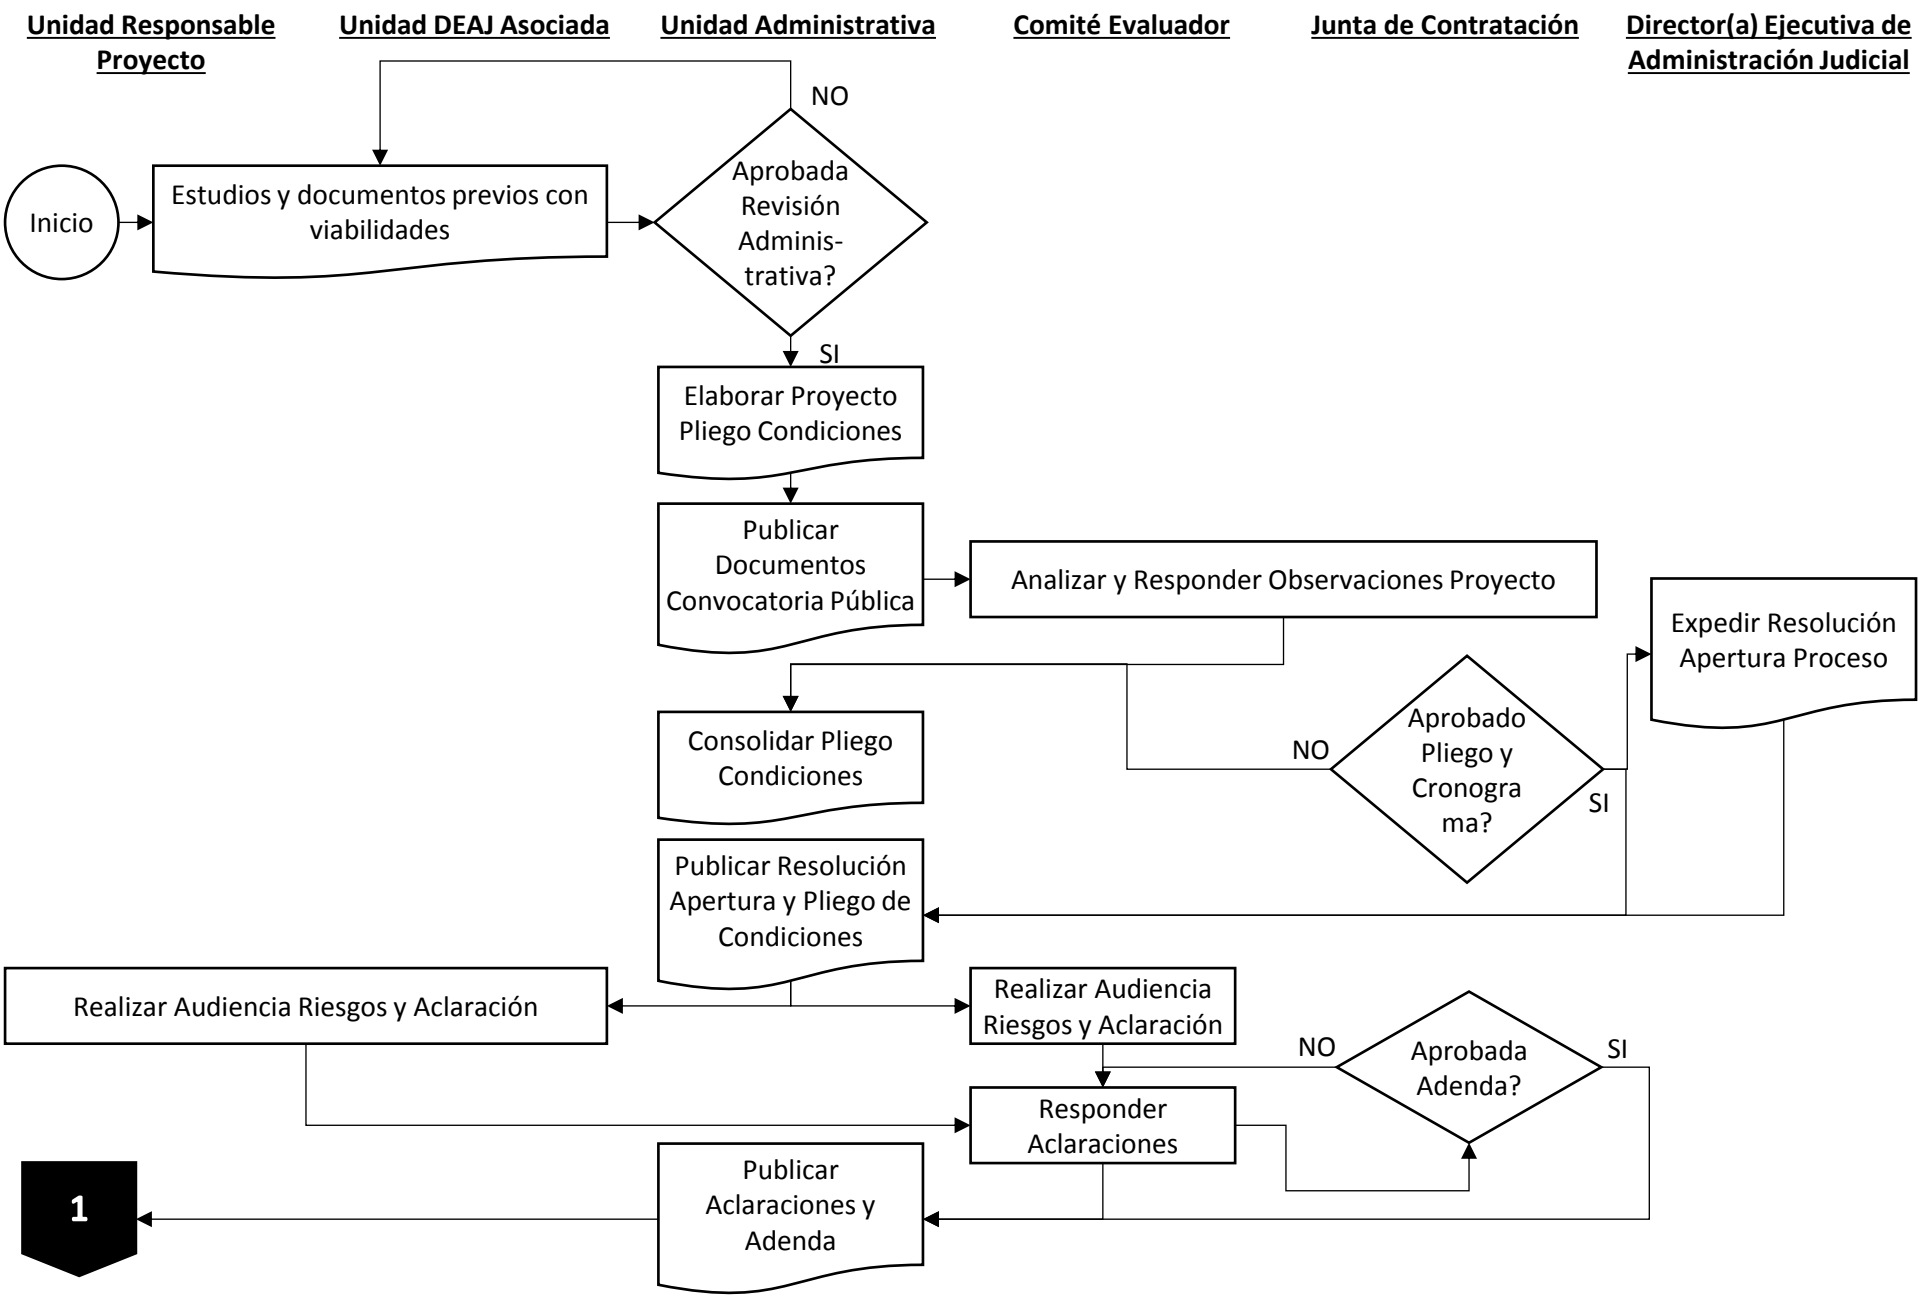 Unidad Responsable
Proyecto
Unidad DEAJ Asociada
Unidad Administrativa
Comité Evaluador
Junta de Contratación
Director(a) Ejecutiva de
Administración Judicial
NO
Inicio
Estudios y documentos previos con
viabilidades
Aprobada
Revisión
Adminis-
trativa?
SI
Elaborar Proyecto
Pliego Condiciones
Publicar
Documentos
Convocatoria Pública
Analizar y Responder Observaciones Proyecto
Expedir Resolución
Apertura Proceso
Consolidar Pliego
Condiciones
NO
Aprobado
Pliego y
Cronogra
ma?
SI
Publicar Resolución
Apertura y Pliego de
Condiciones
Realizar Audiencia Riesgos y Aclaración
Realizar Audiencia
Riesgos y Aclaración
NO
Aprobada
Adenda?
SI
Responder
Aclaraciones
Publicar
Aclaraciones y
Adenda
1